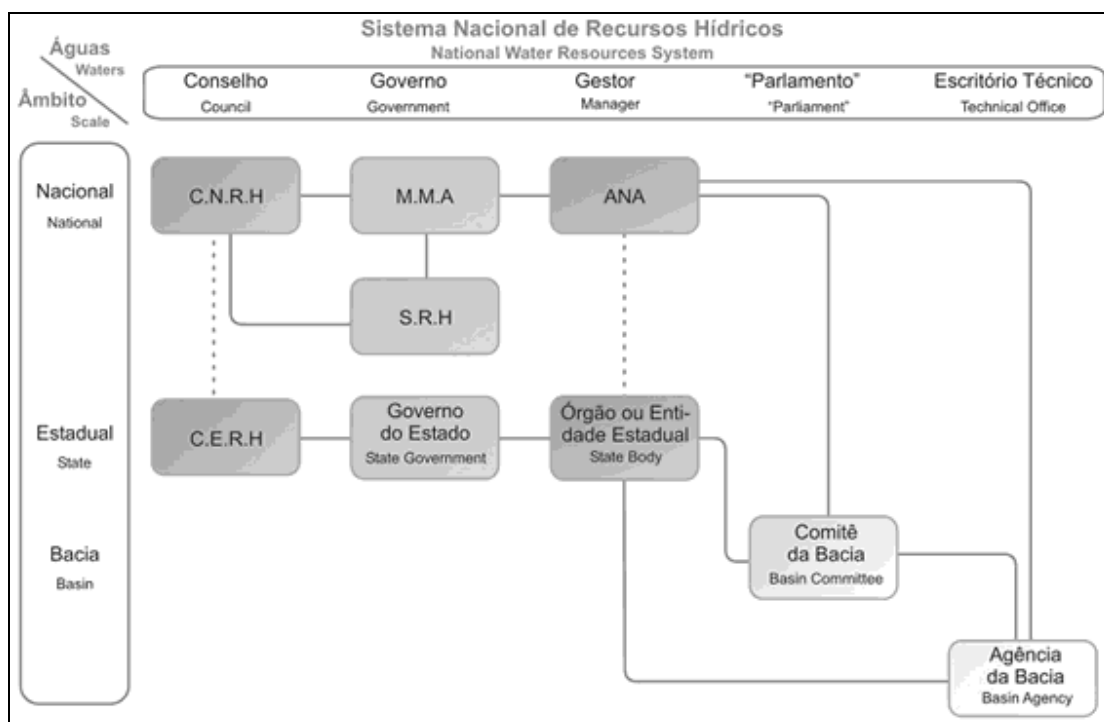 Sistema Nacional de Recursos Hídricos
National Water Resources System
Águas
Waters
Âmbito
Scale
Conselho
Council
Governo
Government
Gestor
Manager
“Parlamento”
“Parliament”
Escritório Técnico
Technical Office
Nacional
National
C.N.R.H
M.M.A
ANA
S.R.H
Estadual
State
C.E.R.H
Governo
do Estado
State Government
Órgão ou Enti-
dade Estadual
State Body
Bacia
Basin
Comitê
da Bacia
Basin Committee
Agência
da Bacia
Basin Agency